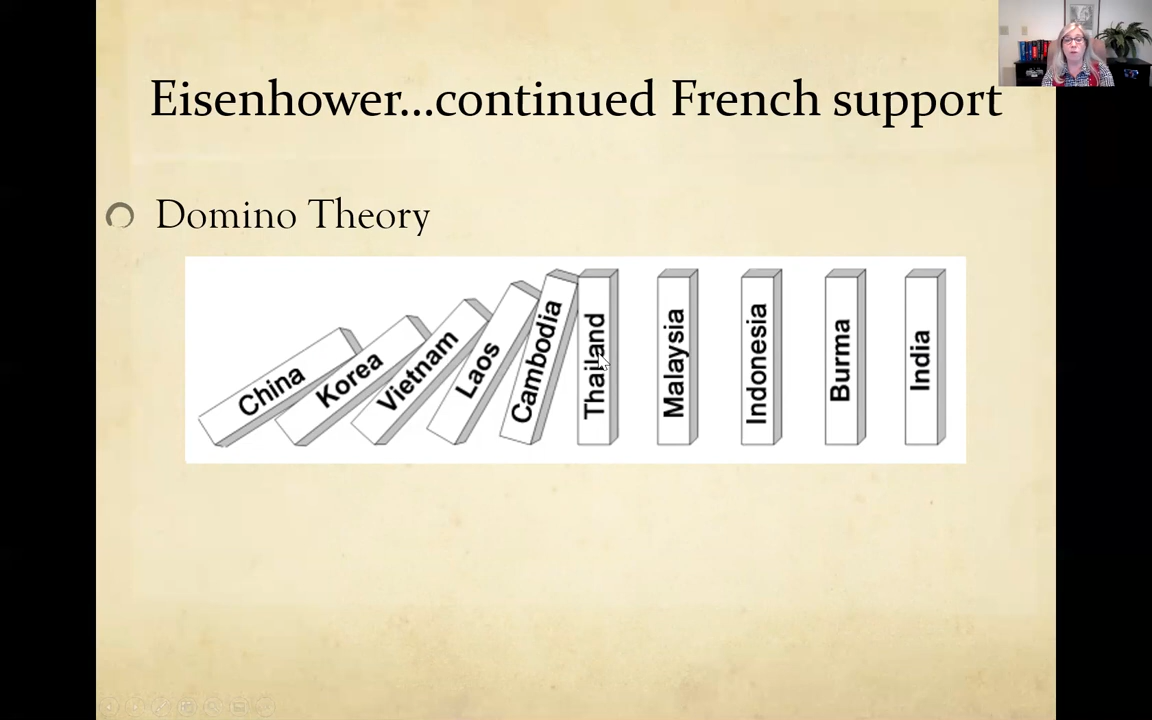 Eisenhower...continued French support
Domino Theory
China
Korea
Vietnam
Laos
Cambodia
Thailand
Malaysia
Indonesia
Burma
India